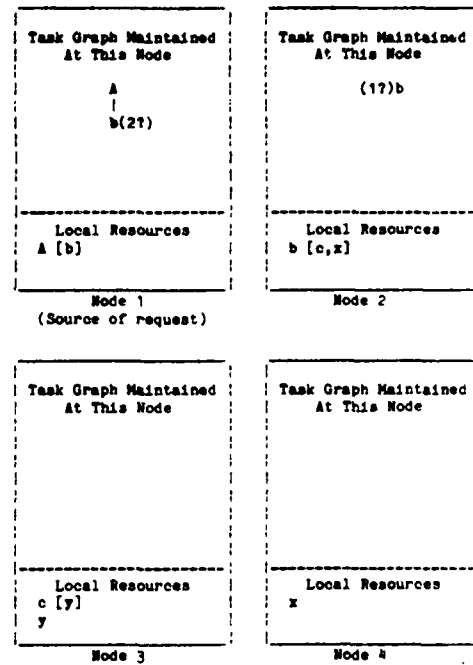 Task Graph Maintained
At This Node
A
b(2?)
Local Resources
A [b]
Node 1
(Source of request)
Task Graph Maintained
At This Node
(1?)b
Local Resources
b [c,x]
Node 2
Task Graph Maintained
At This Node
Local Resources
c [y]
y
Node 3
Task Graph Maintained
At This Node
Local Resources
x
Node 4